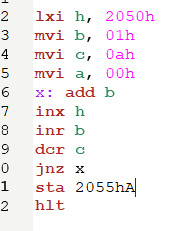 2 lxi h, 2050h
3 mvi b, 01h
4 mvi c, 0ah
5 mvi a, 00h
6 x: add b
7 inx h
8 inr b
9 dcr c
0 jnz x
1 sta 2055hA
2 hlt